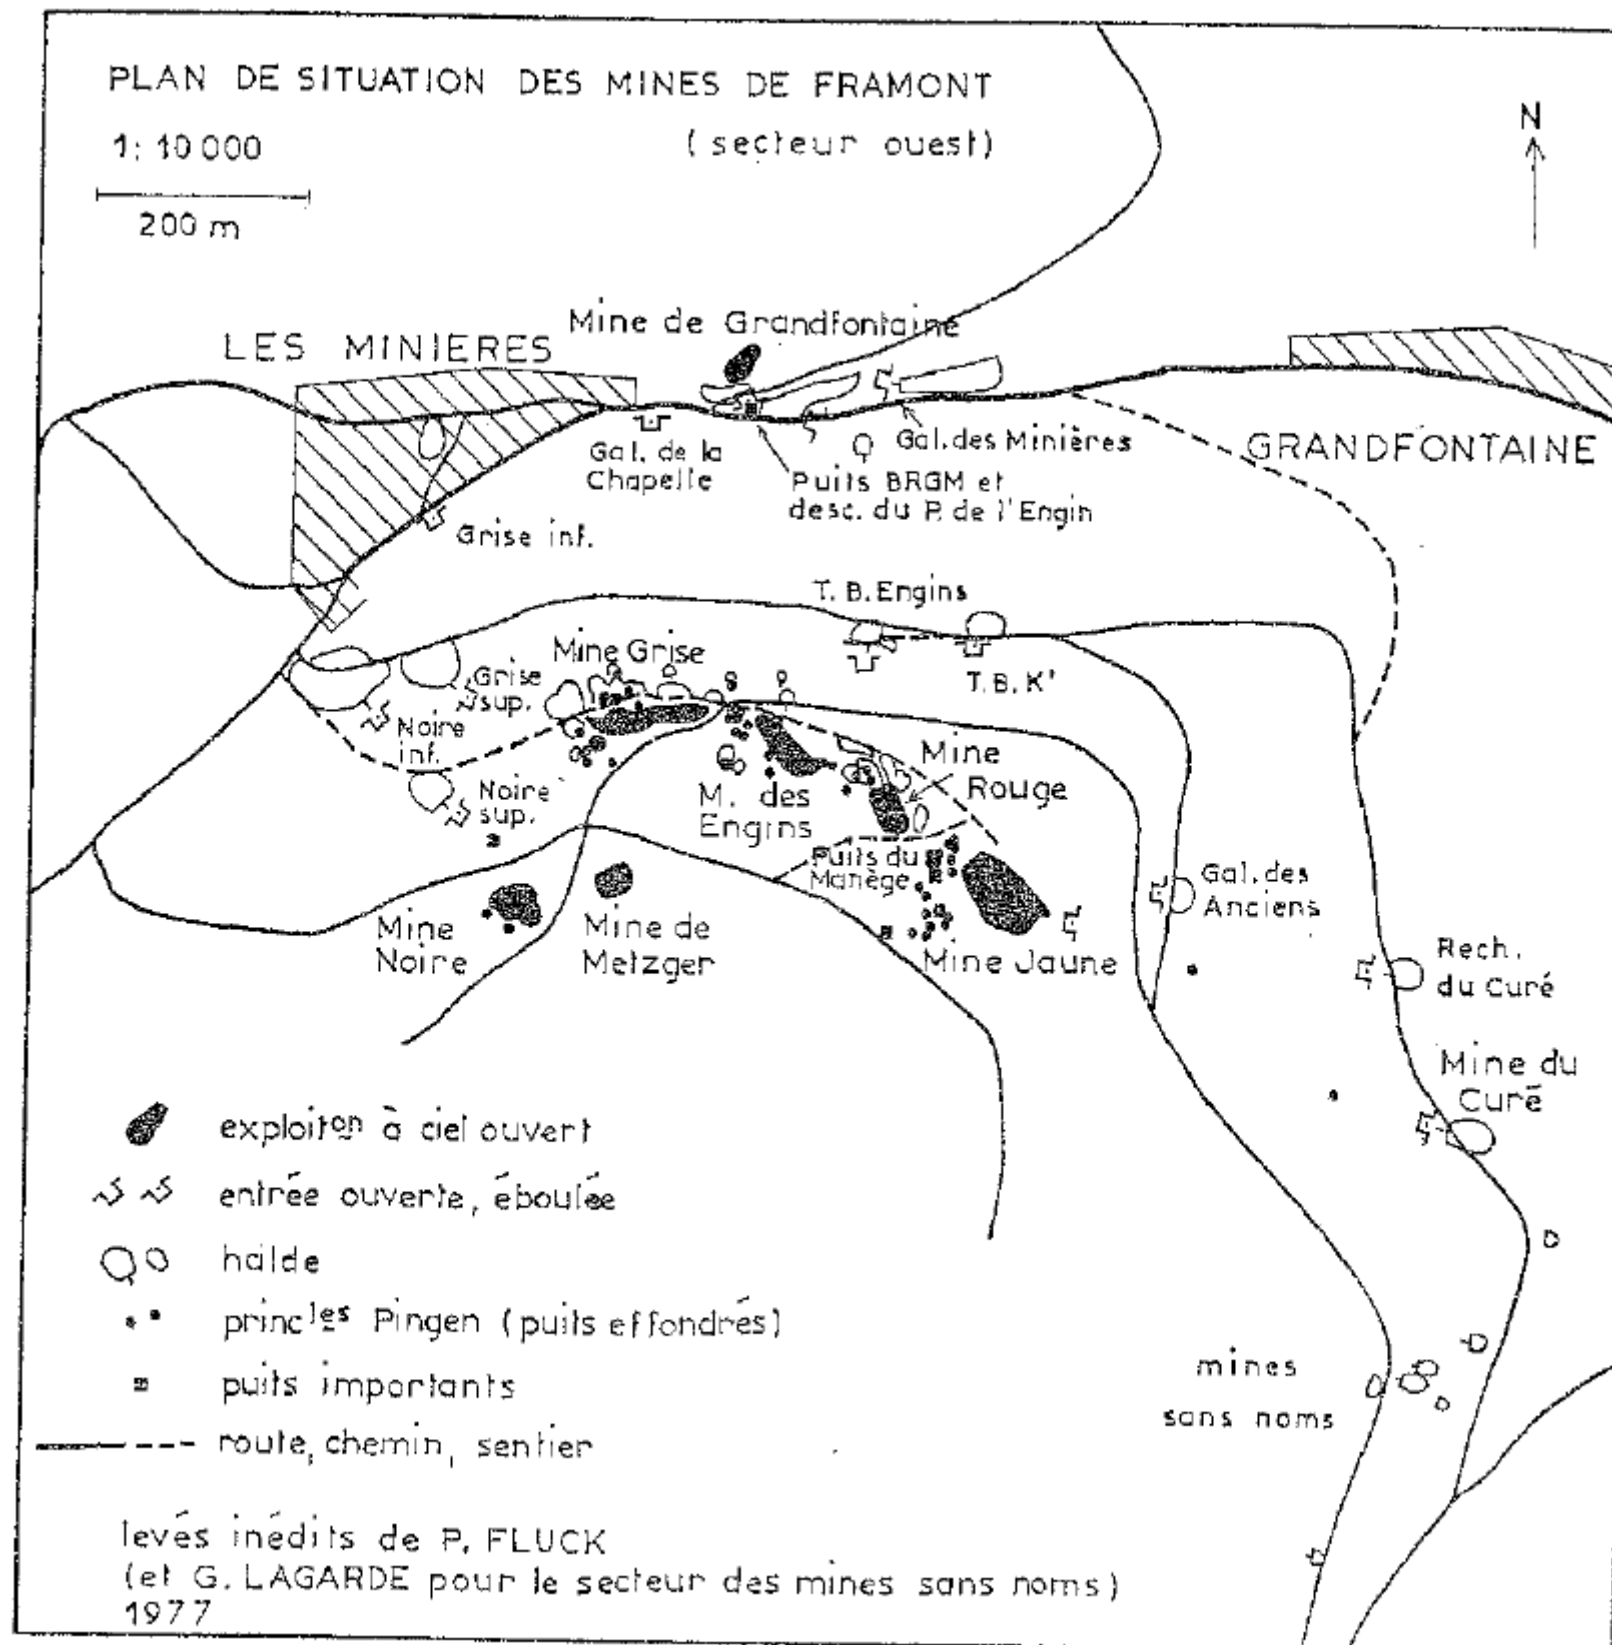 PLAN DE SITUATION DES MINES DE FRAMONT
1: 10 000
(secteur ouest)
200 m
N
Mine de Grandfontaine
LES MINIERES
Gal. de la
Chapelle
Gal. des Minières
Puits BRGM et
desc. du P. de l'Engin
GRANDFONTAINE
Grise inf.
T. B. Engins
Mine Grise
Grise
sup.
T. B. K'
Noire
inf.
Mine
Rouge
Noire
sup.
M. des
Engins
Puits du
Manège
Gal. des
Anciens
Mine
Noire
Mine de
Metzger
Mine Jaune
Rech.
du Curé
Mine du
Curé
exploiton à ciel ouvert
entrée ouverte, éboulée
halde
princles Pingen (puits effondrés)
puits importants
route, chemin, sentier
mines
sans noms
levés inédits de P. FLUCK
(et G. LAGARDE pour le secteur des mines sans noms)
1977